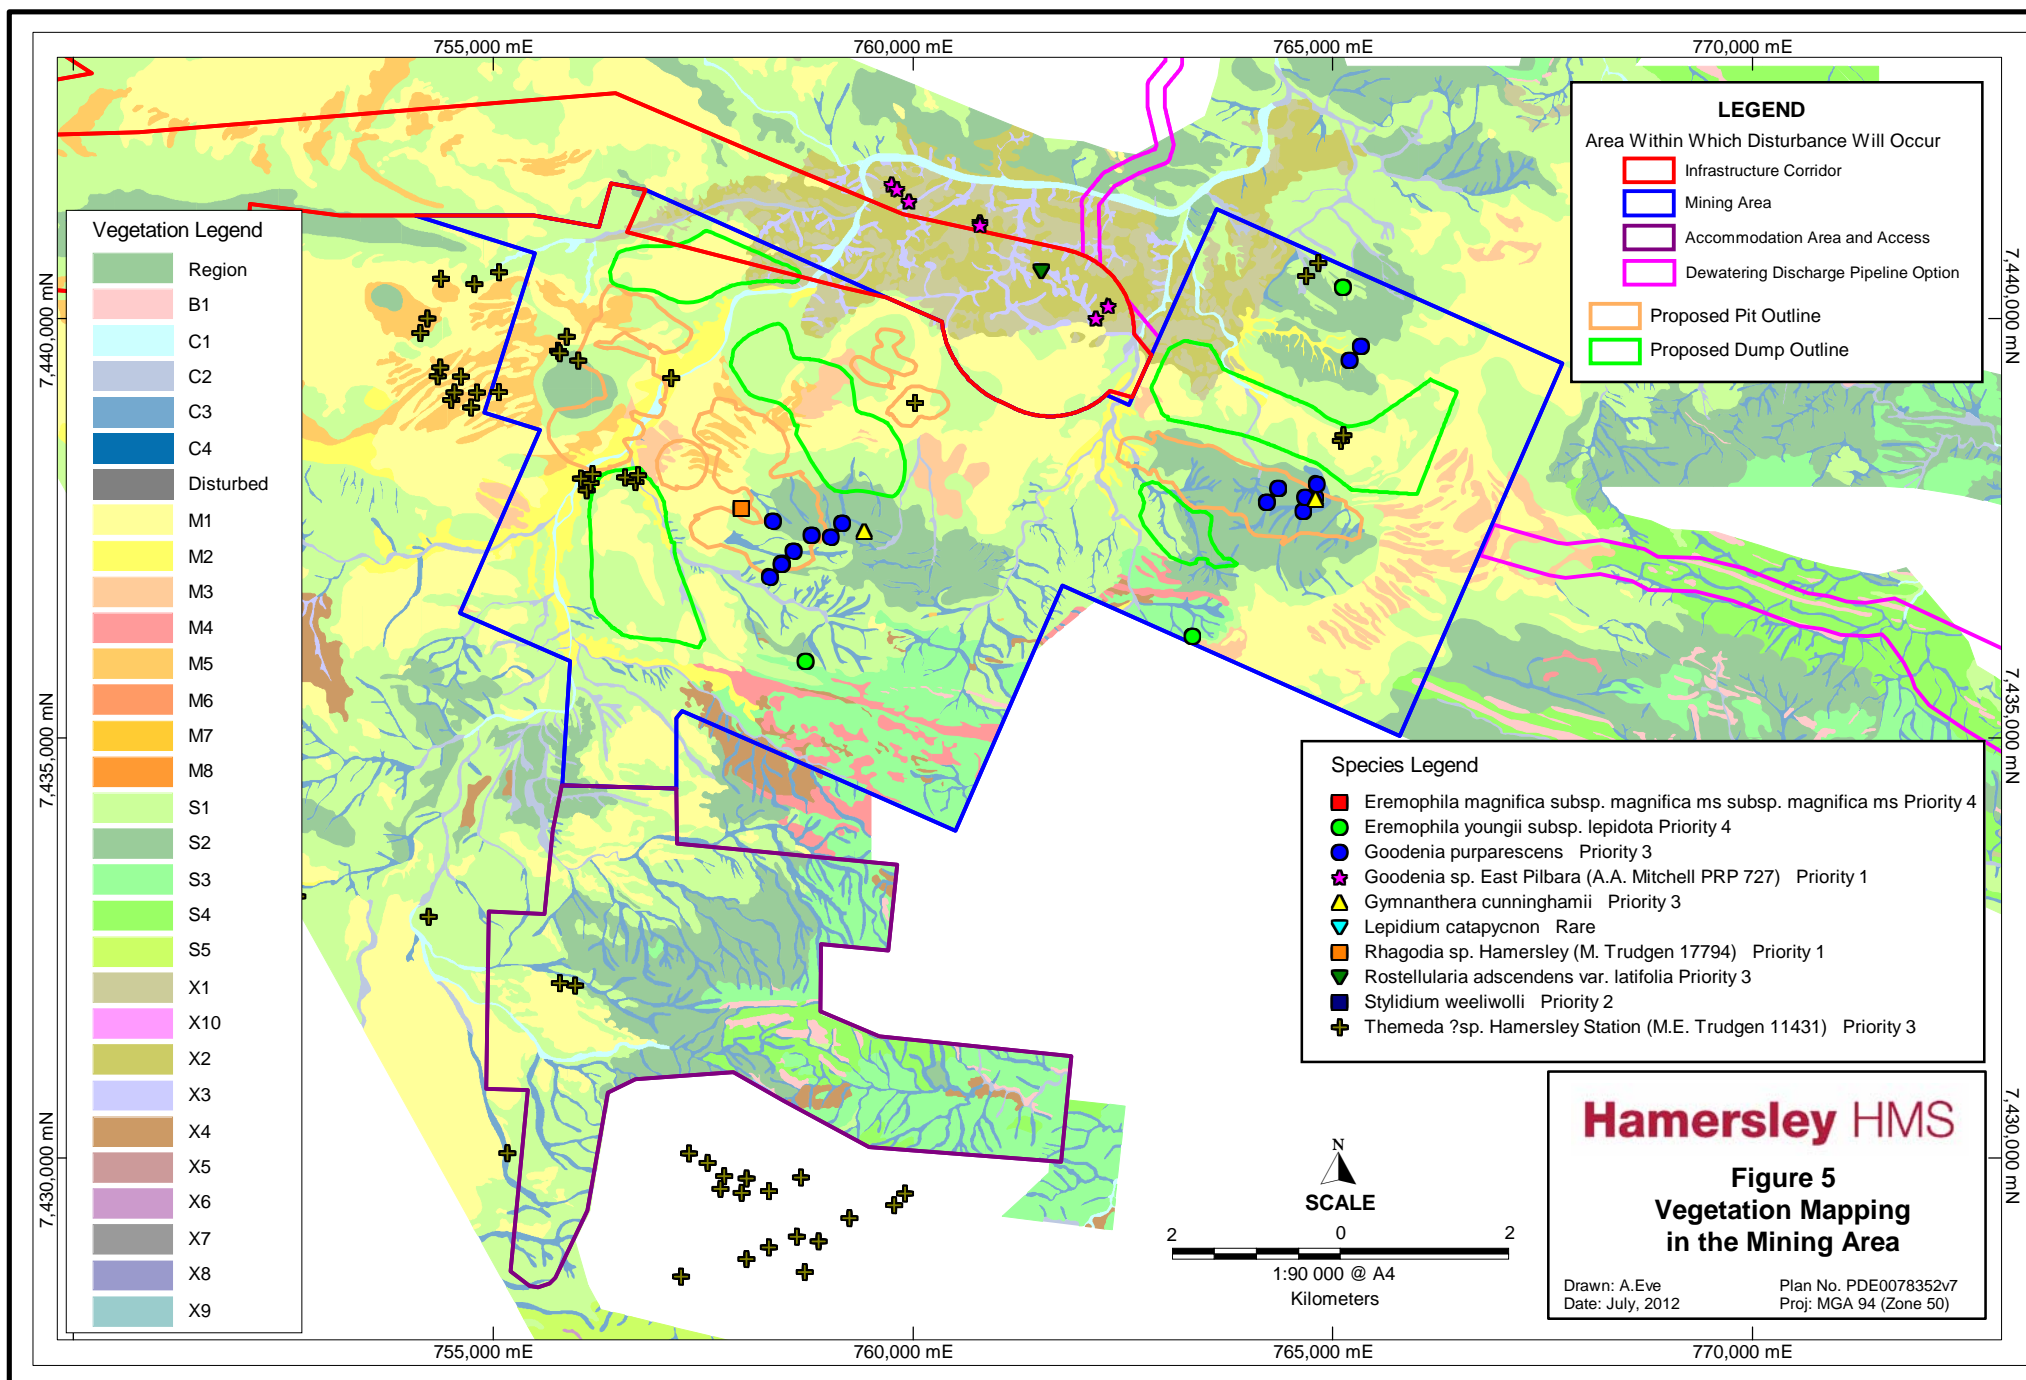 755,000 mE
760,000 mE
765,000 mE
770,000 mE
7,440,000 mN
7,435,000 mN
7,430,000 mN
Vegetation Legend
Region
B1
C1
C2
C3
C4
Disturbed
M1
M2
M3
M4
M5
M6
M7
M8
S1
S2
S3
S4
S5
X1
X10
X2
X3
X4
X5
X6
X7
X8
X9
LEGEND
Area Within Which Disturbance Will Occur
Infrastructure Corridor
Mining Area
Accommodation Area and Access
Dewatering Discharge Pipeline Option
Proposed Pit Outline
Proposed Dump Outline
7,440,000 mN
7,435,000 mN
7,430,000 mN
Species Legend
Eremophila magnifica subsp. magnifica ms subsp. magnifica ms Priority 4
Eremophila youngii subsp. lepidota Priority 4
Goodenia purparescens Priority 3
Goodenia sp. East Pilbara (A.A. Mitchell PRP 727) Priority 1
Gymnanthera cunninghamii Priority 3
Lepidium catapycnon Rare
Rhagodia sp. Hamersley (M. Trudgen 17794) Priority 1
Rostellularia adscendens var. latifolia Priority 3
Stylidium weeliwolli Priority 2
Themeda ?sp. Hamersley Station (M.E. Trudgen 11431) Priority 3
N
SCALE
2 0 2
1:90 000 @ A4
Kilometers
Hamersley HMS
Figure 5
Vegetation Mapping
in the Mining Area
Drawn: A.Eve Plan No. PDE0078352v7
Date: July, 2012 Proj: MGA 94 (Zone 50)
755,000 mE
760,000 mE
765,000 mE
770,000 mE